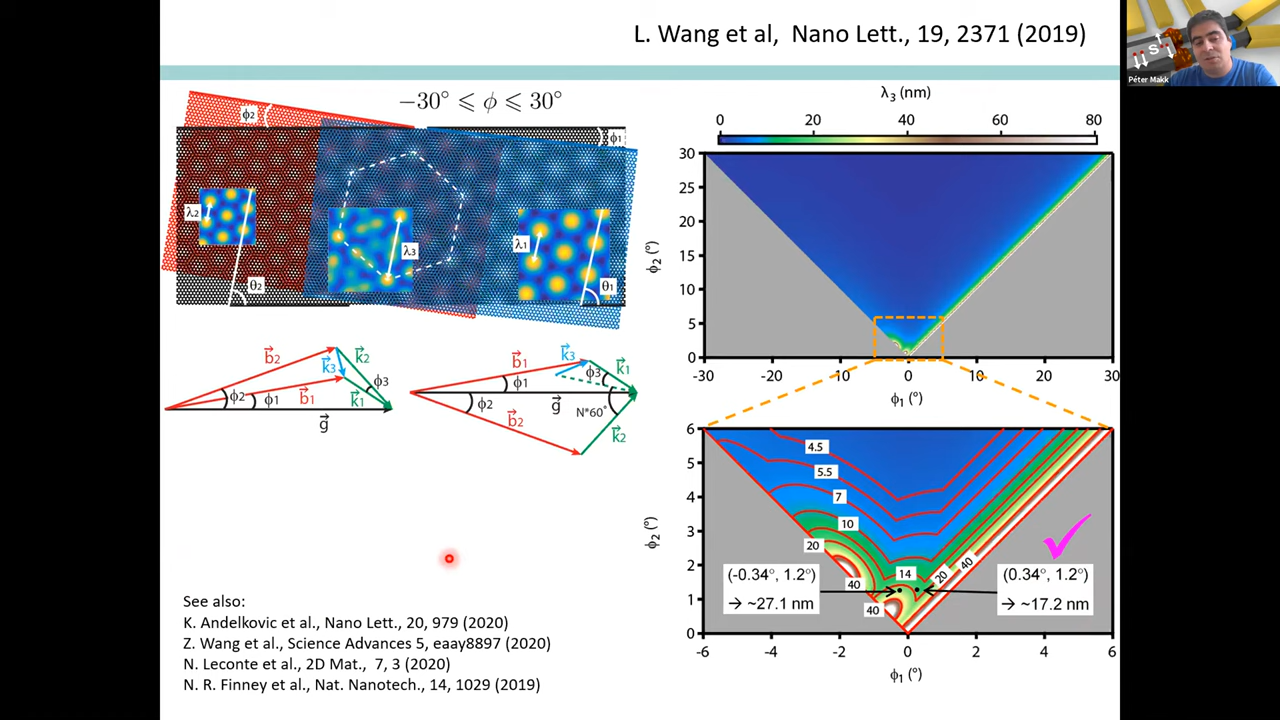 L. Wang et al, Nano Lett., 19, 2371 (2019)
S
Péter Makk
−30° ⩽ ϕ ⩽ 30°
ϕ2
ϕ1
λ2
λ3
λ1
θ2
θ1
b2
k2
k3
ϕ3
ϕ2
ϕ1
b1
k1
g
b1
k3
k1
ϕ3
ϕ1
ϕ2
g
N*60°
b2
k2
λ3 (nm)
0 20 40 60 80
30
25
20
15
10
5
0
ϕ2 (°)
-30 -20 -10 0 10 20 30
ϕ1 (°)
6
5
4
3
2
1
0
ϕ2 (°)
4.5
5.5
7
10
20
14
20
40
40
40
(-0.34°, 1.2°)
→ ~27.1 nm
(0.34°, 1.2°)
→ ~17.2 nm
-6 -4 -2 0 2 4 6
ϕ1 (°)
See also:
K. Andelkovic et al., Nano Lett., 20, 979 (2020)
Z. Wang et al., Science Advances 5, eaay8897 (2020)
N. Leconte et al., 2D Mat., 7, 3 (2020)
N. R. Finney et al., Nat. Nanotech., 14, 1029 (2019)